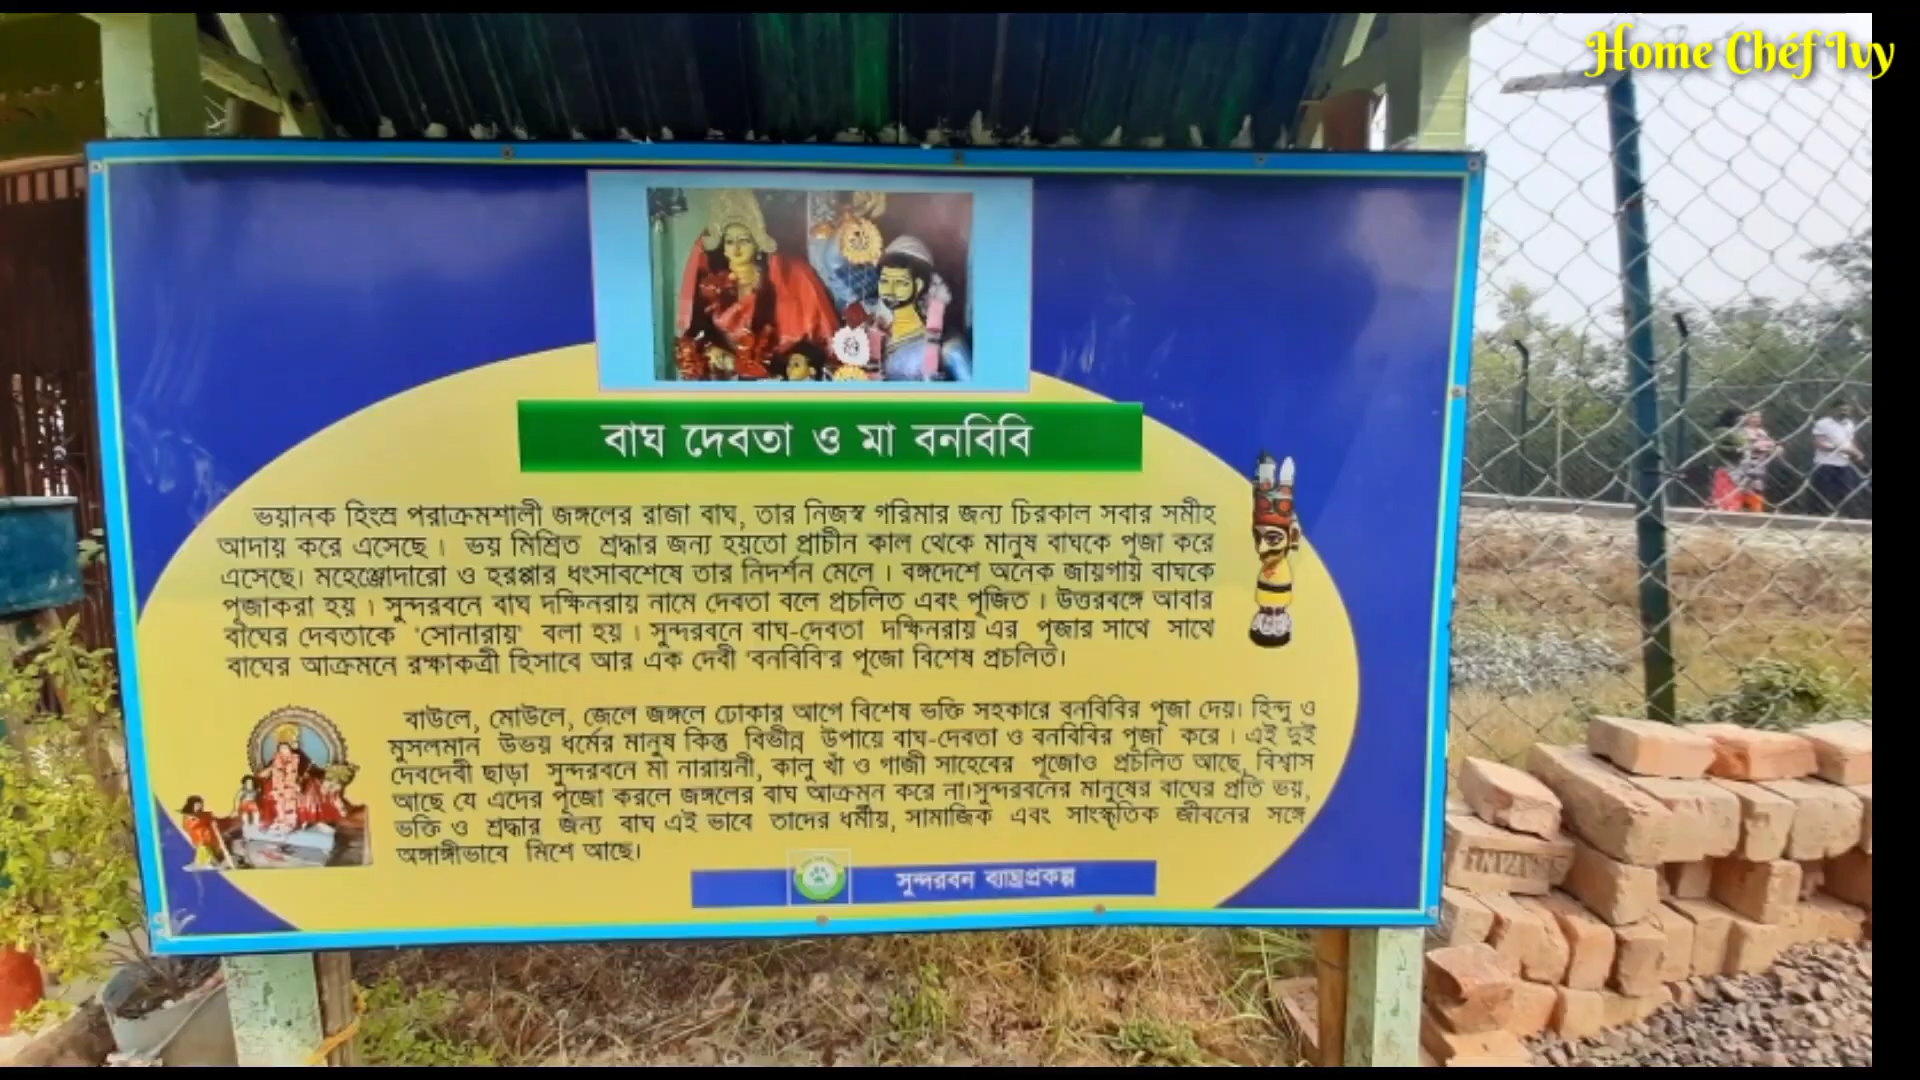 Home Chéf Ivy
বাঘ দেবতা ও মা বনবিবি
ভয়ানক হিংস্র পরাক্রমশালী জঙ্গলের রাজা বাঘ, তার নিজস্ব গরিমার জন্য চিরকাল সবার সমীহ
আদায় করে এসেছে। ভয় মিশ্রিত শ্রদ্ধার জন্য হয়তো প্রাচীন কাল থেকে মানুষ বাঘকে পূজা করে
এসেছে। মহেঞ্জোদারো ও হরপ্পার ধংসাবশেষে তার নিদর্শন মেলে। বঙ্গদেশে অনেক জায়গায় বাঘকে
পূজাকরা হয়। সুন্দরবনে বাঘ দক্ষিনরায় নামে দেবতা বলে প্রচলিত এবং পূজিত। উত্তরবঙ্গে আবার
বাঘের দেবতাকে 'সোনারায়' বলা হয়। সুন্দরবনে বাঘ-দেবতা দক্ষিনরায় এর পূজার সাথে সাথে
বাঘের আক্রমনে রক্ষাকত্রী হিসাবে আর এক দেবী 'বনবিবি'র পূজো বিশেষ প্রচলিত।
বাউলে, মোউলে, জেলে জঙ্গলে ঢোকার আগে বিশেষ ভক্তি সহকারে বনবিবির পূজা দেয়। হিন্দু ও
মুসলমান উভয় ধর্মের মানুষ কিন্তু বিভীন্ন উপায়ে বাঘ-দেবতা ও বনবিবির পূজা করে। এই দুই
দেবদেবী ছাড়া সুন্দরবনে মা নারায়নী, কালু খাঁ ও গাজী সাহেবের পূজোও প্রচলিত আছে, বিশ্বাস
আছে যে এদের পূজো করলে জঙ্গলের বাঘ আক্রমন করে না।সুন্দরবনের মানুষের বাঘের প্রতি ভয়,
ভক্তি ও শ্রদ্ধার জন্য বাঘ এই ভাবে তাদের ধর্মীয়, সামাজিক এবং সাংস্কৃতিক জীবনের সঙ্গে
অঙ্গাঙ্গীভাবে মিশে আছে।
সুন্দরবন ব্যাঘ্রপ্রকল্প